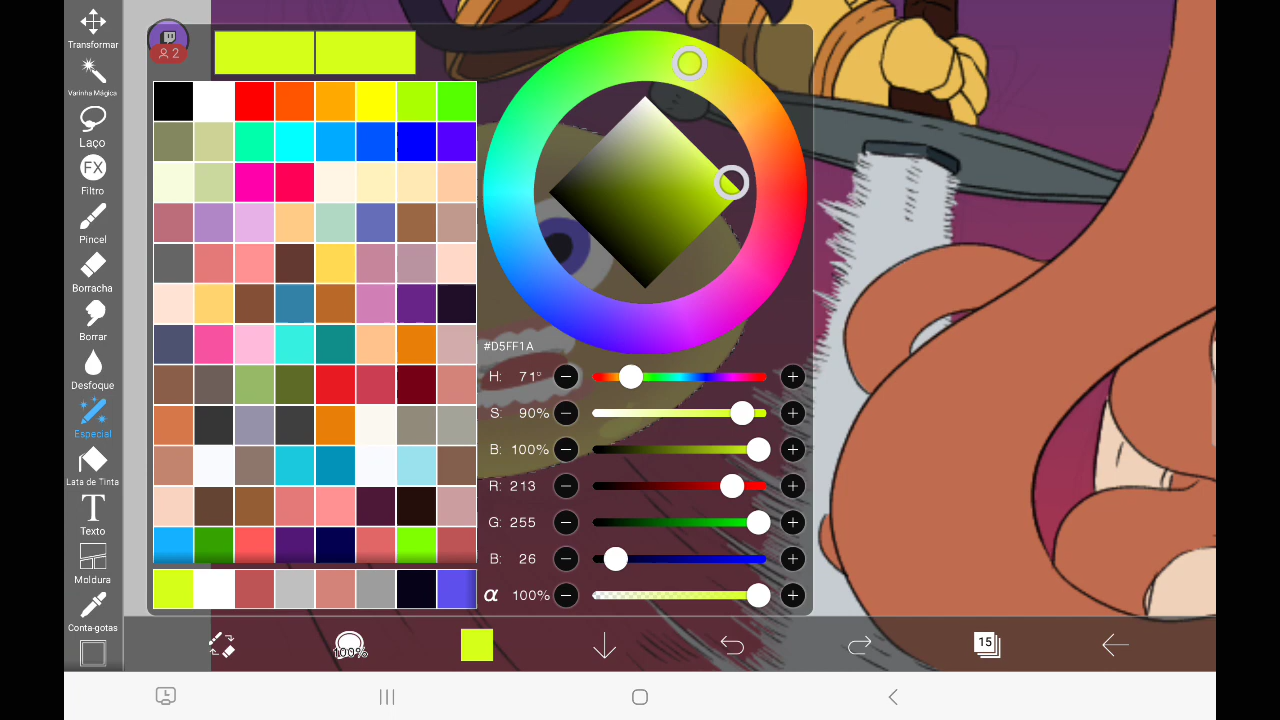 Transformar
Varinha Mágica
Laço
FX
Filtro
Pincel
Borracha
Borrar
Desfoque
Especial
Lata de Tinta
T
Texto
Moldura
Conta-gotas
2
#D5FF1A
H: 71°
S: 90%
B: 100%
R: 213
G: 255
B: 26
α 100%
100%
15